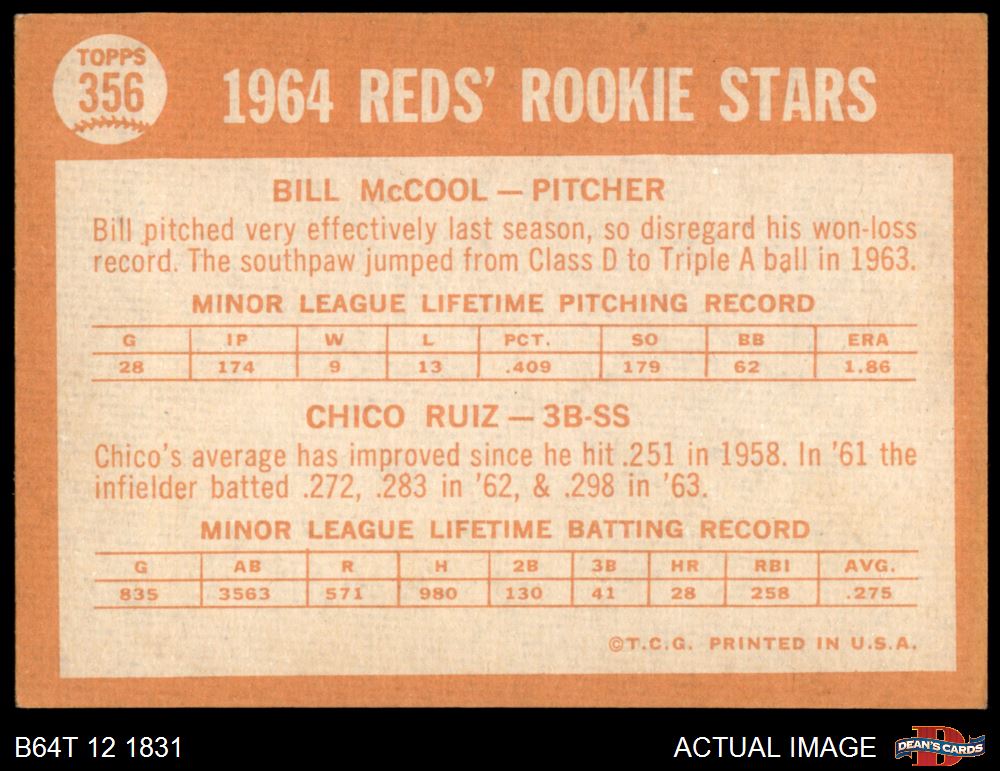 TOPPS
356
1964 REDS' ROOKIE STARS
BILL McCOOL — PITCHER
Bill pitched very effectively last season, so disregard his won-loss
record. The southpaw jumped from Class D to Triple A ball in 1963.
MINOR LEAGUE LIFETIME PITCHING RECORD
G IP W L PCT. SO BB ERA
28 174 9 13 .409 179 62 1.86
CHICO RUIZ — 3B-SS
Chico's average has improved since he hit .251 in 1958. In '61 the
infielder batted .272, .283 in '62, & .298 in '63.
MINOR LEAGUE LIFETIME BATTING RECORD
G AB R H 2B 3B HR RBI AVG.
835 3563 571 980 130 41 28 258 .275
©T.C.G. PRINTED IN U.S.A.
B64T 12 1831
ACTUAL IMAGE
D
DEAN'S CARDS